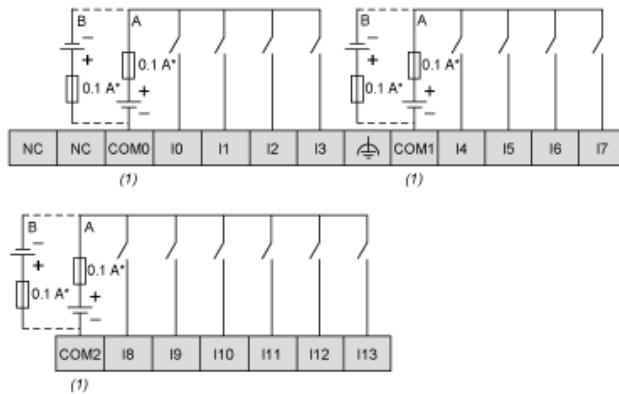 B A B A
− −
+ 0.1 A* + 0.1 A*
0.1 A* + 0.1 A* +
− −
NC NC COM0 I0 I1 I2 I3 COM1 I4 I5 I6 I7
(1) (1)
B A
−
+ 0.1 A*
0.1 A* +
−
COM2 I8 I9 I10 I11 I12 I13
(1)